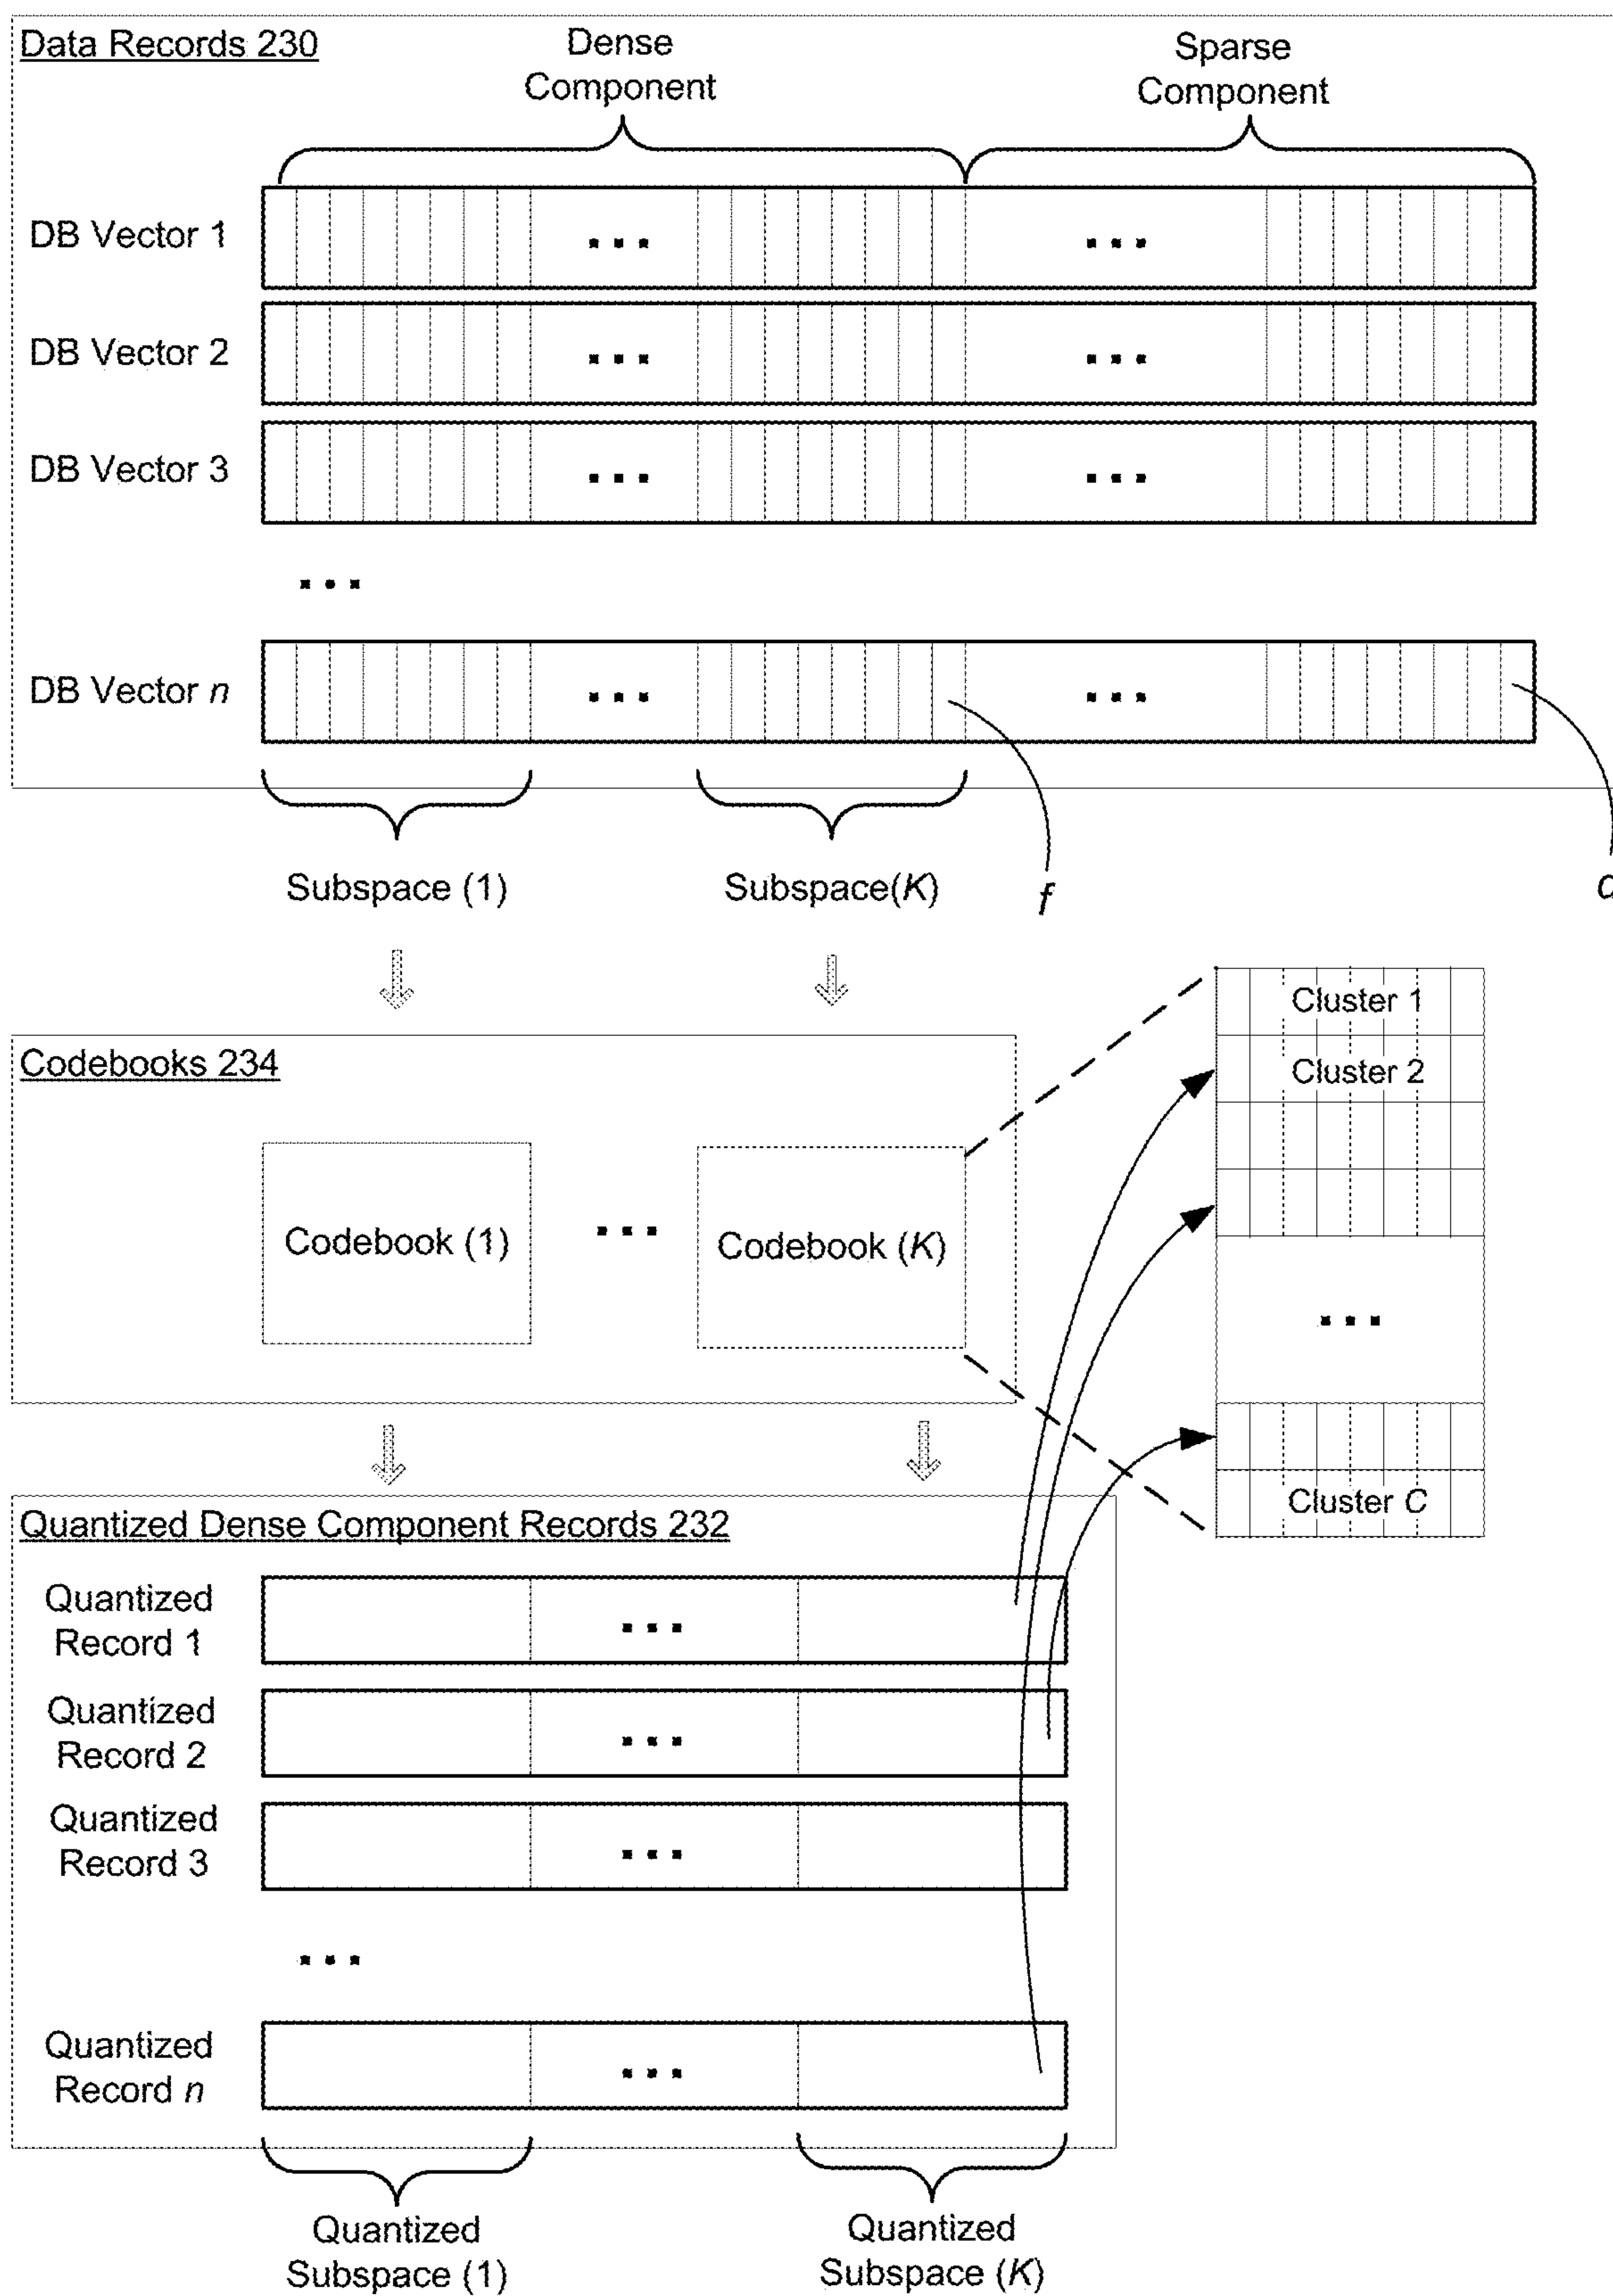 Data Records 230
Dense
Component
Sparse
Component
DB Vector 1
DB Vector 2
DB Vector 3
DB Vector n
Subspace (1)
Subspace(K)
f
Cluster 1
Cluster 2
Cluster C
Codebooks 234
Codebook (1)
Codebook (K)
Quantized Dense Component Records 232
Quantized
Record 1
Quantized
Record 2
Quantized
Record 3
Quantized
Record n
Quantized
Subspace (1)
Quantized
Subspace (K)